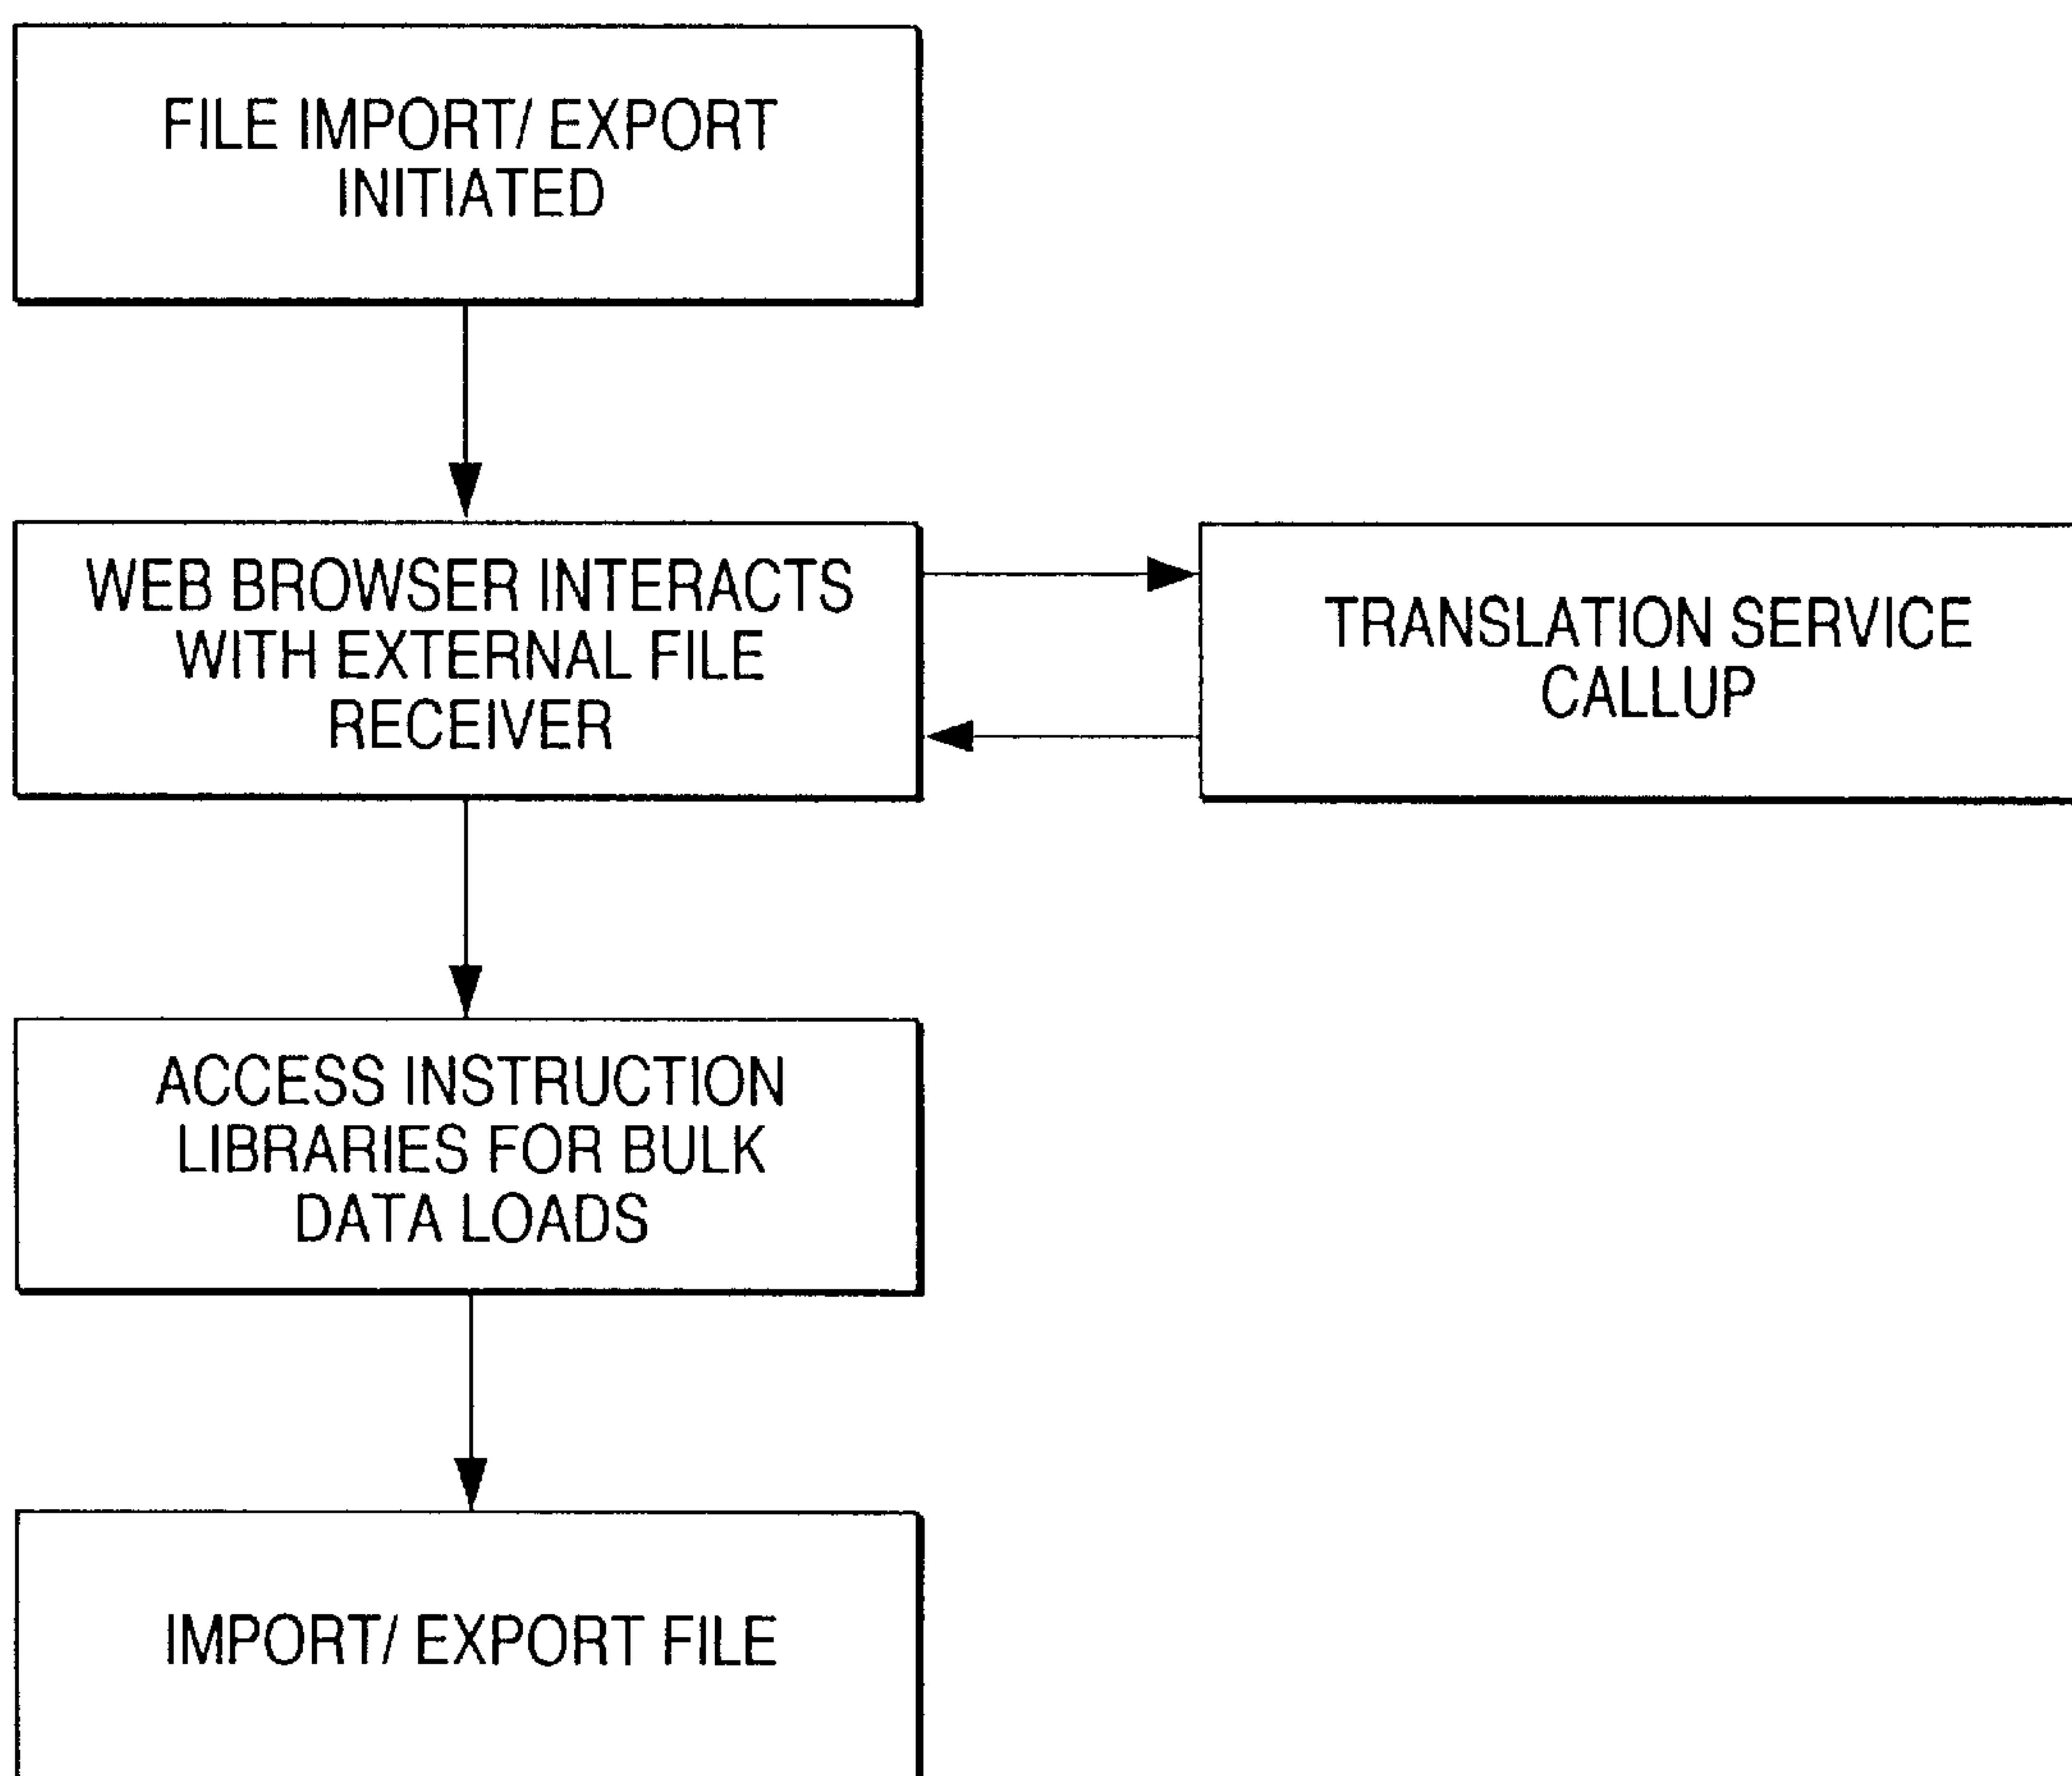 FILE IMPORT/ EXPORT
INITIATED
WEB BROWSER INTERACTS
WITH EXTERNAL FILE
RECEIVER
TRANSLATION SERVICE
CALLUP
ACCESS INSTRUCTION
LIBRARIES FOR BULK
DATA LOADS
IMPORT/ EXPORT FILE